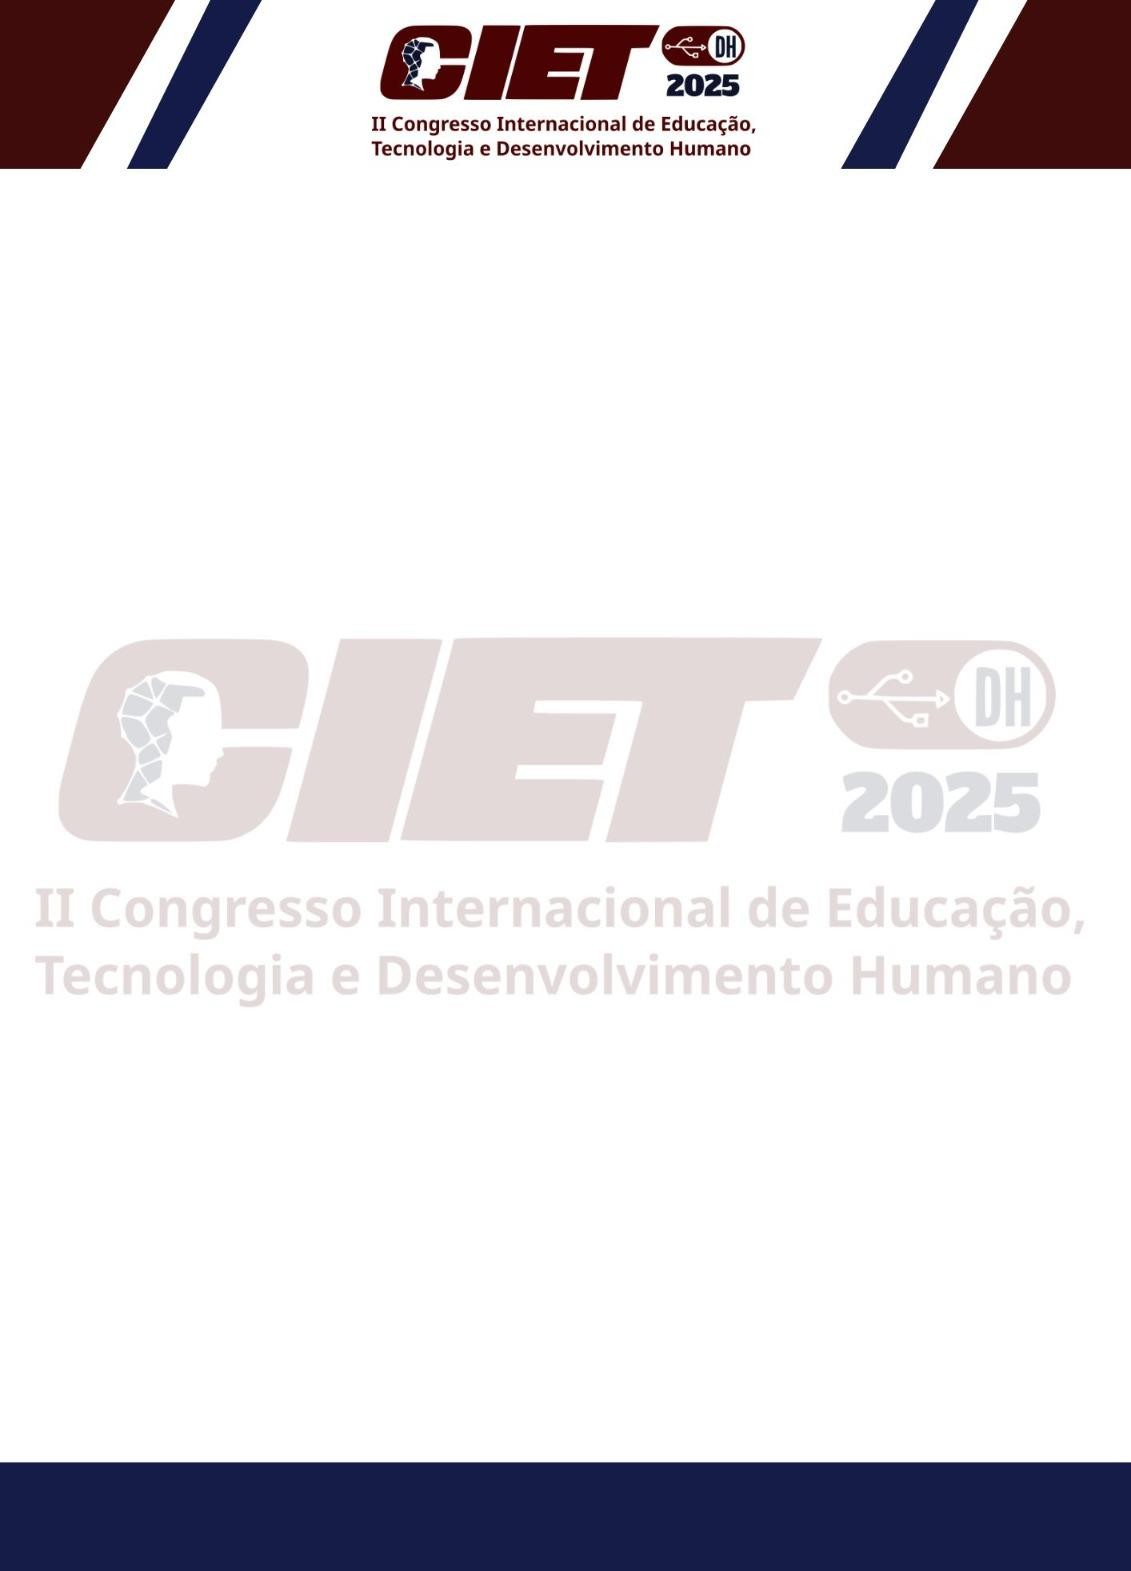 CIET DH
2025
II Congresso Internacional de Educação,
Tecnologia e Desenvolvimento Humano
CIET DH
2025
II Congresso Internacional de Educação,
Tecnologia e Desenvolvimento Humano